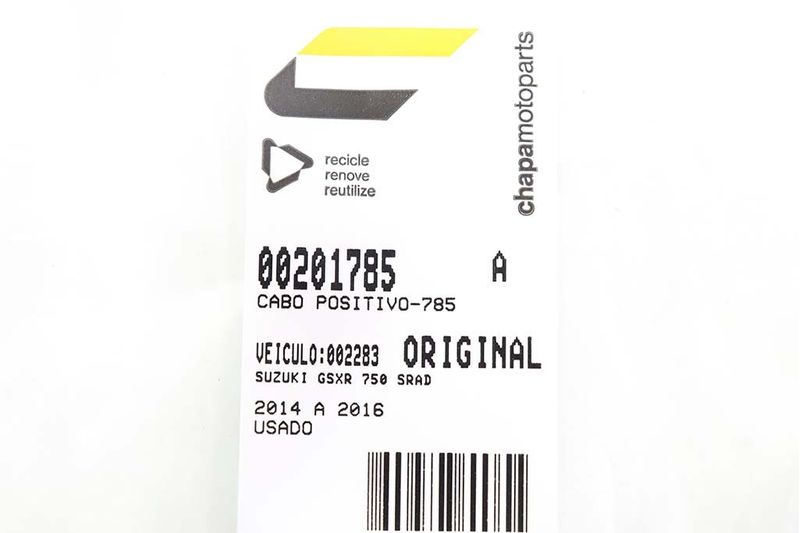 chapamotoparts
recicle
renove
reutilize
00201785 A
CABO POSITIVO-785
VEICULO:002283 ORIGINAL
SUZUKI GSXR 750 SRAD
2014 A 2016
USADO